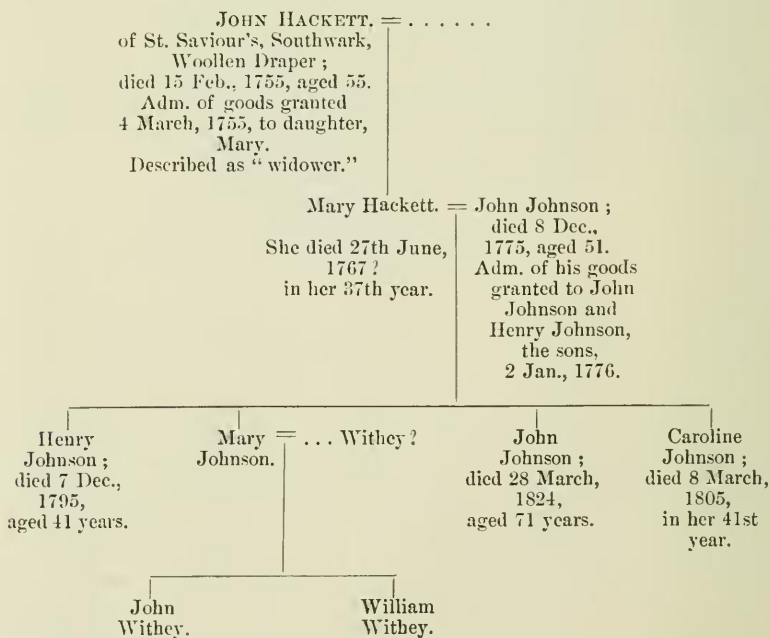 JOHN HACKETT. = . . . . . .
of St. Saviour's, Southwark,
Woollen Draper ;
died 15 Feb., 1755, aged 55.
Adm. of goods granted
4 March, 1755, to daughter,
Mary.
Described as “ widower.”
Mary Hackett. =
She died 27th June,
1767 ?
in her 37th year.
John Johnson ;
died 8 Dec.,
1775, aged 51.
Adm. of his goods
granted to John
Johnson and
Henry Johnson,
the sons,
2 Jan., 1776.
Henry
Johnson ;
died 7 Dec.,
1795,
aged 41 years.
Mary = . . . Withey ?
Johnson.
John
Johnson ;
died 28 March,
1824,
aged 71 years.
Caroline
Johnson ;
died 8 March,
1805,
in her 41st
year.
John
Withey.
William
Withey.